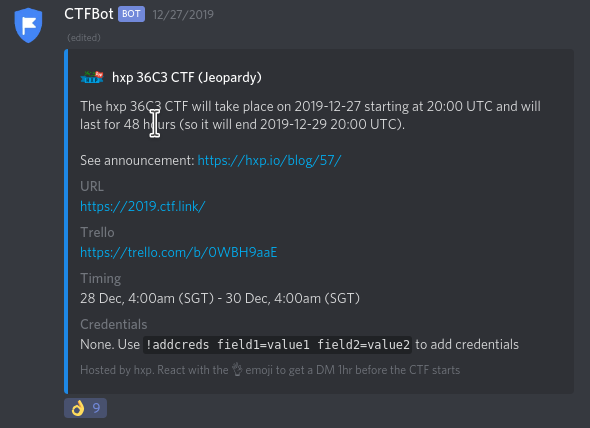 CTFBot BOT 12/27/2019
(edited)
hxp 36C3 CTF (Jeopardy)
The hxp 36C3 CTF will take place on 2019-12-27 starting at 20:00 UTC and will
last for 48 hours (so it will end 2019-12-29 20:00 UTC).
See announcement: https://hxp.io/blog/57/
URL
https://2019.ctf.link/
Trello
https://trello.com/b/0WBH9aaE
Timing
28 Dec, 4:00am (SGT) - 30 Dec, 4:00am (SGT)
Credentials
None. Use !addcreds field1=value1 field2=value2 to add credentials
Hosted by hxp. React with the 👌 emoji to get a DM 1hr before the CTF starts
👌 9